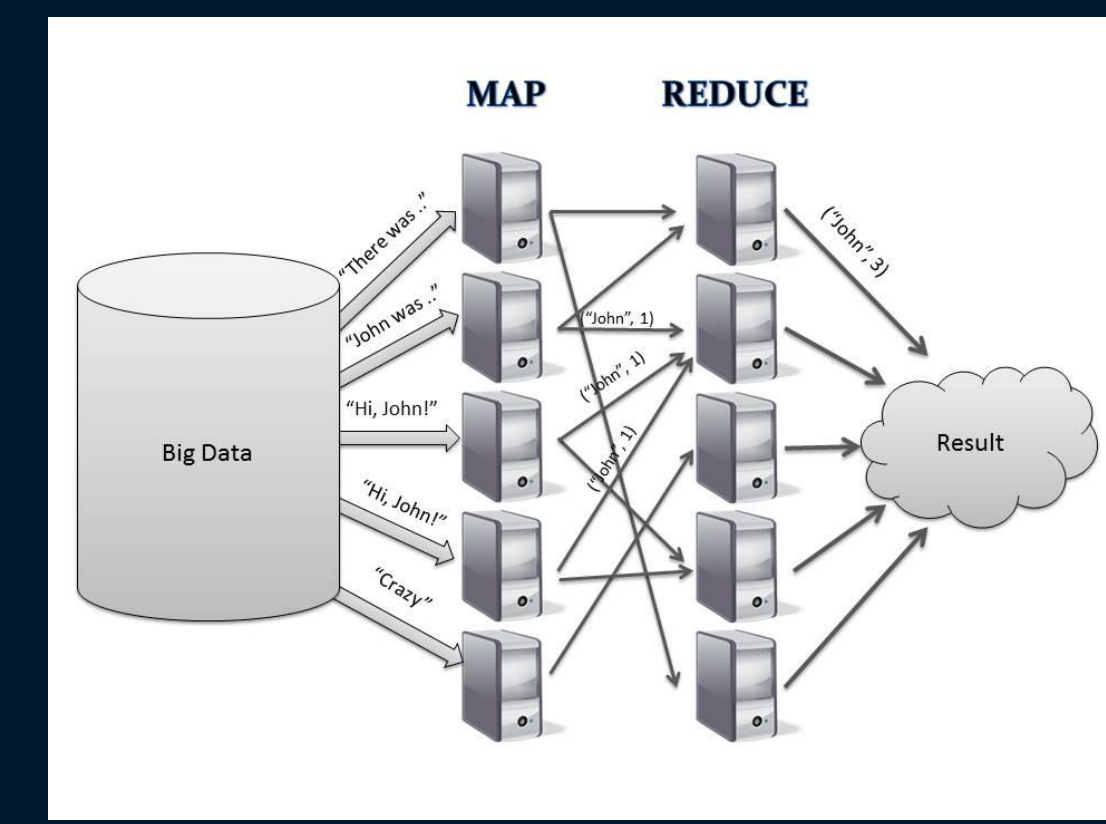 MAP
REDUCE
"There was .."
"John was .."
"Hi, John!"
"Hi, John!"
"Crazy"
Big Data
("John", 1)
("John", 1)
("John", 1)
("John", 3)
Result